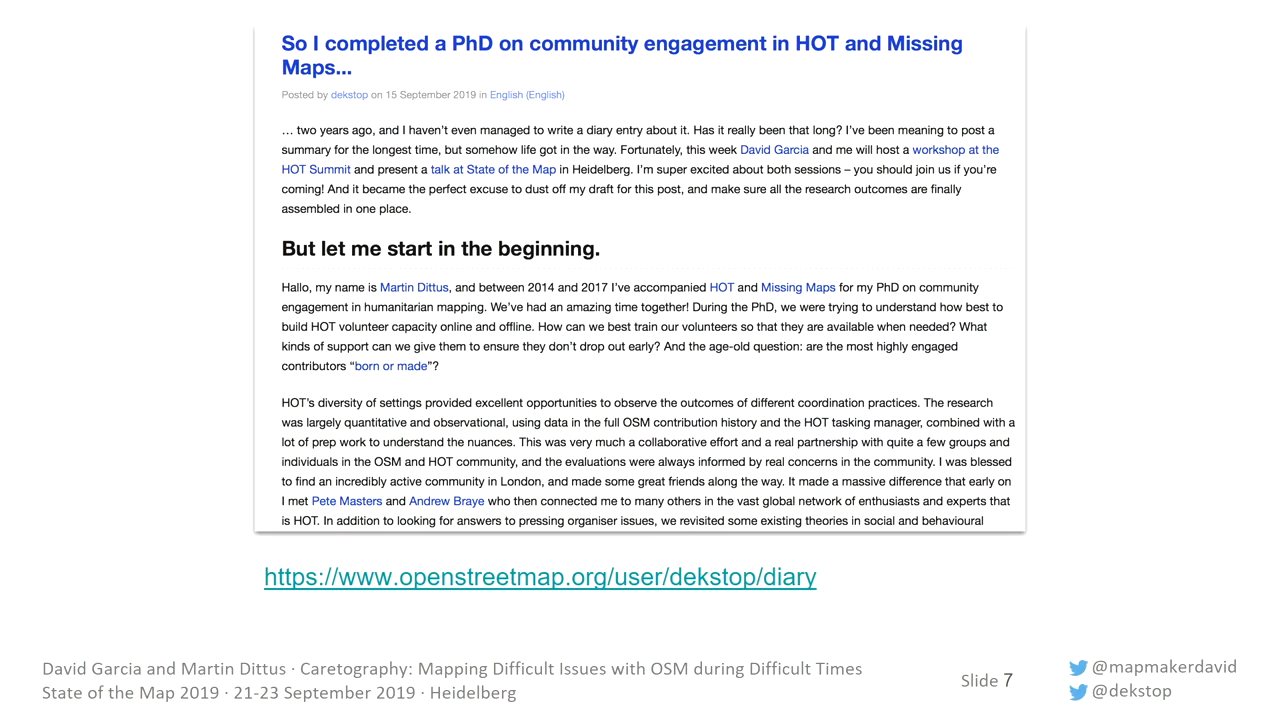 So I completed a PhD on community engagement in HOT and Missing
Maps...
Posted by dekstop on 15 September 2019 in English (English)
… two years ago, and I haven’t even managed to write a diary entry about it. Has it really been that long? I’ve been meaning to post a
summary for the longest time, but somehow life got in the way. Fortunately, this week David Garcia and me will host a workshop at the
HOT Summit and present a talk at State of the Map in Heidelberg. I’m super excited about both sessions – you should join us if you’re
coming! And it became the perfect excuse to dust off my draft for this post, and make sure all the research outcomes are finally
assembled in one place.
But let me start in the beginning.
Hallo, my name is Martin Dittus, and between 2014 and 2017 I’ve accompanied HOT and Missing Maps for my PhD on community
engagement in humanitarian mapping. We’ve had an amazing time together! During the PhD, we were trying to understand how best to
build HOT volunteer capacity online and offline. How can we best train our volunteers so that they are available when needed? What
kinds of support can we give them to ensure they don’t drop out early? And the age-old question: are the most highly engaged
contributors “born or made”?
HOT’s diversity of settings provided excellent opportunities to observe the outcomes of different coordination practices. The research
was largely quantitative and observational, using data in the full OSM contribution history and the HOT tasking manager, combined with a
lot of prep work to understand the nuances. This was very much a collaborative effort and a real partnership with quite a few groups and
individuals in the OSM and HOT community, and the evaluations were always informed by real concerns in the community. I was blessed
to find an incredibly active community in London, and made some great friends along the way. It made a massive difference that early on
I met Pete Masters and Andrew Braye who then connected me to many others in the vast global network of enthusiasts and experts that
is HOT. In addition to looking for answers to pressing organiser issues, we revisited some existing theories in social and behavioural
https://www.openstreetmap.org/user/dekstop/diary
David Garcia and Martin Dittus · Caretography: Mapping Difficult Issues with OSM during Difficult Times
State of the Map 2019 · 21-23 September 2019 · Heidelberg
Slide 7
@mapmakerdavid
@dekstop